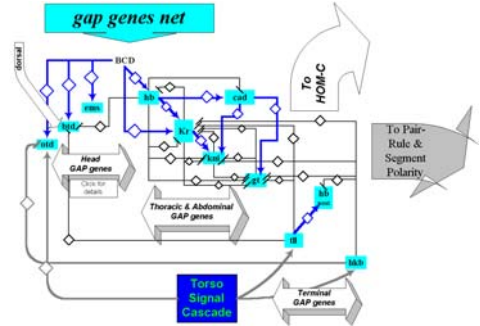 gap genes net
dorsal
BCD
hb
cad
ems
btd
Kr
otd
kni
gt
Head
GAP genes
Click for
details
Thoracic & Abdominal
GAP genes
hb
tll
hkb
Torso
Signal
Cascade
Terminal
GAP genes
To
HOM-C
To Pair-
Rule &
Segment
Polarity